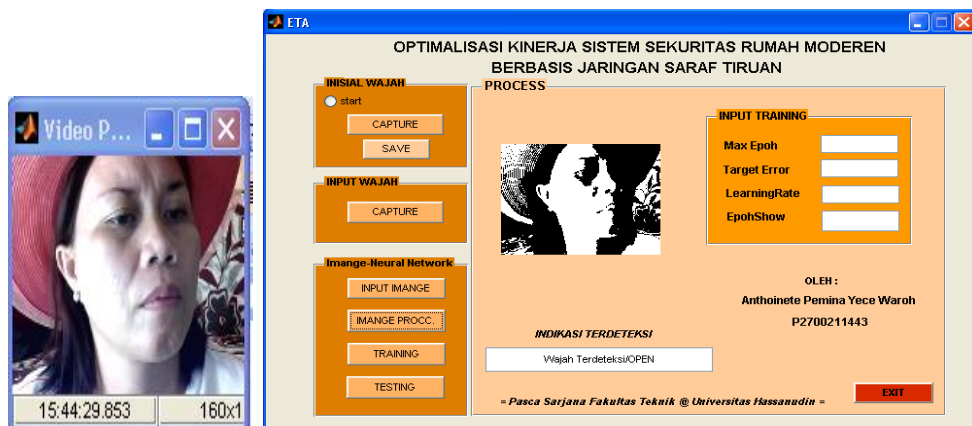 Video P...
15:44:29.853
160x1
ETA
OPTIMALISASI KINERJA SISTEM SEKURITAS RUMAH MODEREN
BERBASIS JARINGAN SARAF TIRUAN
INISIAL WAJAH
start
CAPTURE
SAVE
INPUT WAJAH
CAPTURE
Imange-Neural Network
INPUT IMANGE
IMANGE PROCC.
TRAINING
TESTING
PROCESS
INPUT TRAINING
Max Epoh
Target Error
LearningRate
EpohShow
OLEH :
Anthoinete Pemina Yece Waroh
P2700211443
INDIKASI TERDETEKSI
Wajah Terdeteksi/OPEN
EXIT
= Pasca Sarjana Fakultas Teknik @ Universitas Hassanudin =